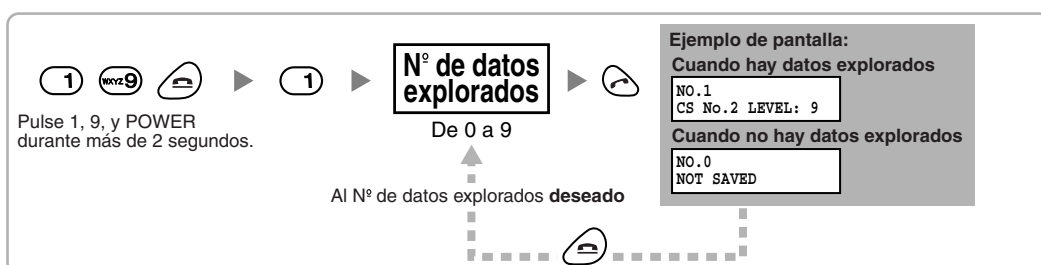 1 WXYZ9 1
Pulse 1, 9, y POWER
durante más de 2 segundos.
Nº de datos
explorados
De 0 a 9
Al Nº de datos explorados deseado
Ejemplo de pantalla:
Cuando hay datos explorados
NO.1
CS No.2 LEVEL: 9
Cuando no hay datos explorados
NO.0
NOT SAVED